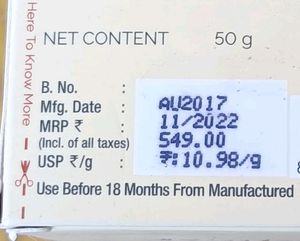 Here To Know More
NET CONTENT 50 g
B. No. : AU2017
Mfg. Date : 11/2022
MRP ₹ : 549.00
(Incl. of all taxes)
USP ₹/g : ₹:10.98/g
Use Before 18 Months From Manufactured